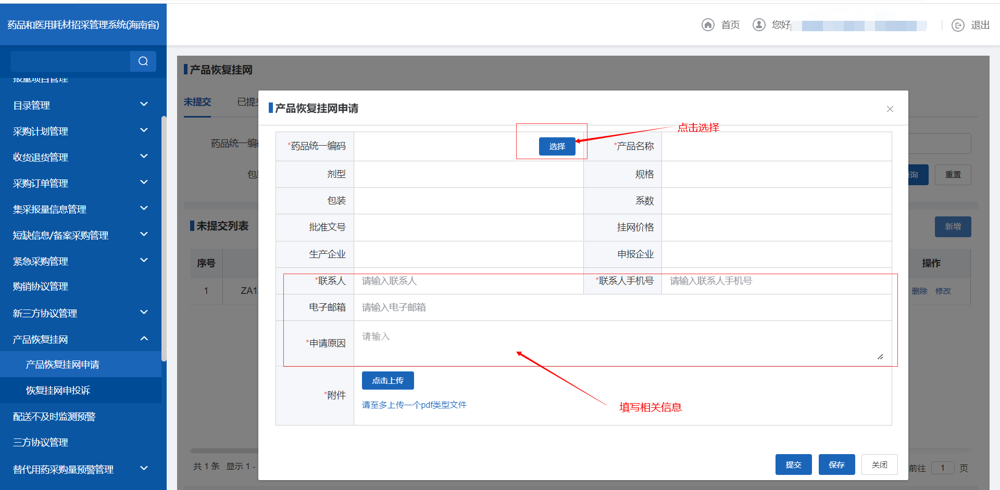 药品和医用耗材招采管理系统(海南省)
首页
您好
退出
报量项目管理
目录管理
采购计划管理
收货退货管理
采购订单管理
集采报量信息管理
短缺信息/备案采购管理
紧急采购管理
购销协议管理
新三方协议管理
产品恢复挂网
产品恢复挂网申请
恢复挂网申投诉
配送不及时监测预警
三方协议管理
替代用药采购量预警管理
产品恢复挂网
未提交
已提交
药品统一编
包
询
重置
未提交列表
新增
序号
操作
1
ZA1
删除 修改
共 1 条 显示 1 -
前往 1 页
产品恢复挂网申请
点击选择
*药品统一编码
选择
*产品名称
剂型
规格
包装
系数
批准文号
挂网价格
生产企业
申报企业
*联系人
请输入联系人
*联系人手机号
请输入联系人手机号
电子邮箱
请输入电子邮箱
*申请原因
请输入
*附件
点击上传
请至多上传一个pdf类型文件
填写相关信息
提交
保存
关闭